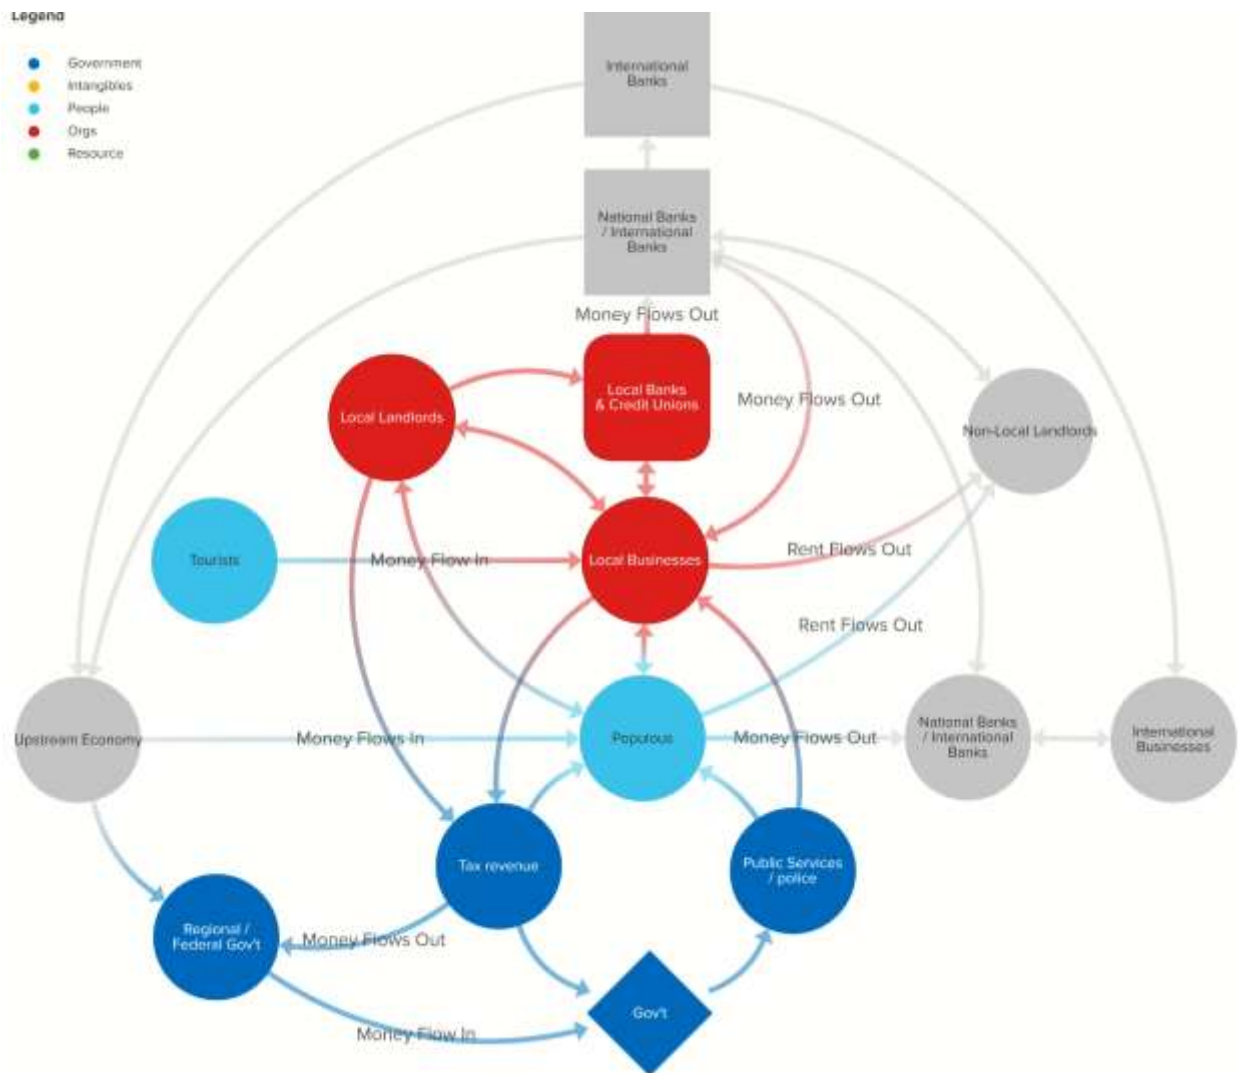 Legend
Government
Intangibles
People
Orgs
Resource
International
Banks
National Banks
/ International
Banks
Money Flows Out
Local Banks
& Credit Unions
Money Flows Out
Local Landlords
Non-Local Landlords
Tourists
Money Flow In
Local Businesses
Rent Flows Out
Rent Flows Out
Upstream Economy
Money Flows In
Populous
Money Flows Out
National Banks
/ International
Banks
International
Businesses
Tax revenue
Public Services
/ police
Regional /
Federal Gov't
Money Flows Out
Gov't
Money Flow In